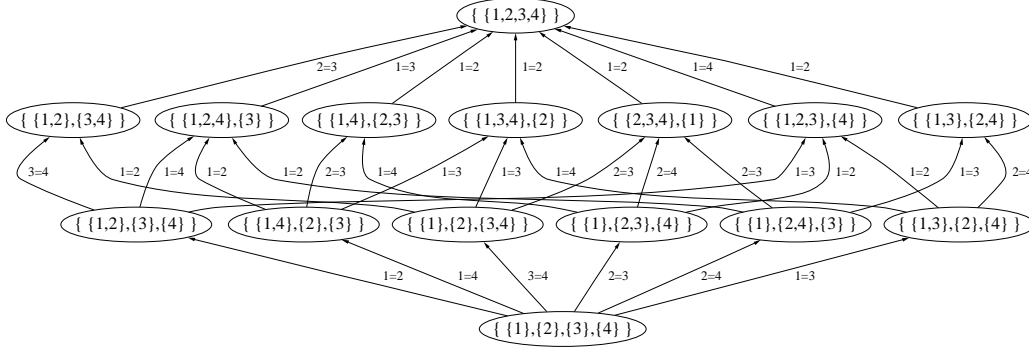 { {1,2,3,4} }
2=3 1=3 1=2 1=2 1=2 1=4 1=2
{ {1,2},{3,4} } { {1,2,4},{3} } { {1,4},{2,3} } { {1,3,4},{2} } { {2,3,4},{1} } { {1,2,3},{4} } { {1,3},{2,4} }
3=4 1=2 1=4 1=2 1=2 2=3 1=4 1=3 1=3 1=4 2=3 2=4 2=3 1=3 1=2 1=2 1=3 2=4
{ {1,2},{3},{4} } { {1,4},{2},{3} } { {1},{2},{3,4} } { {1},{2,3},{4} } { {1},{2,4},{3} } { {1,3},{2},{4} }
1=2 1=4 3=4 2=3 2=4 1=3
{ {1},{2},{3},{4} }